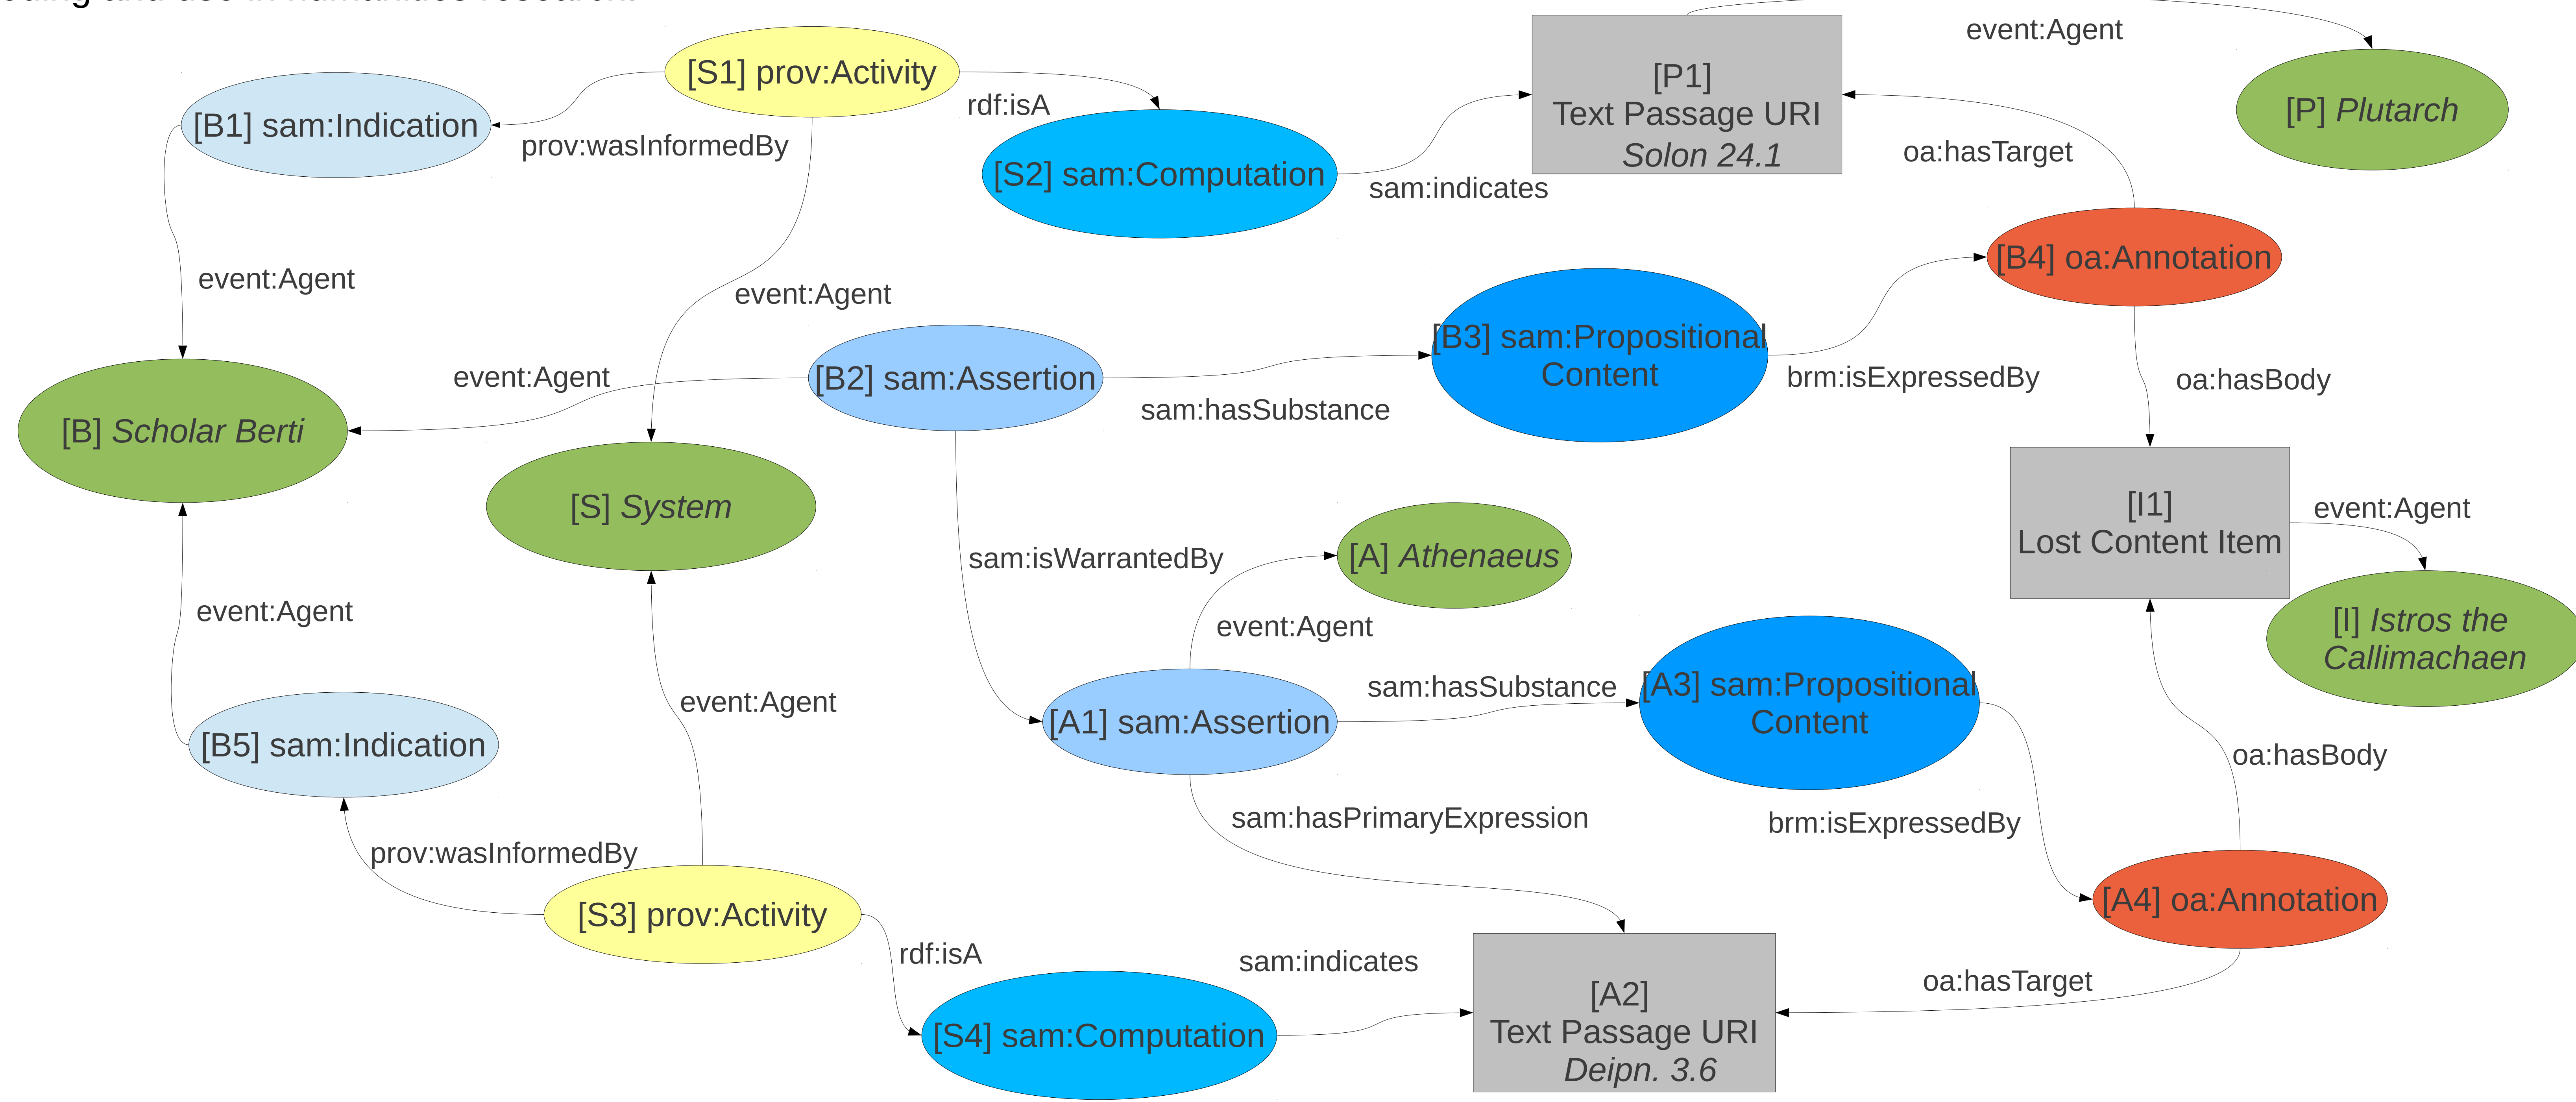 event:Agent
[P1]
Text Passage URI
Solon 24.1
[P] Plutarch
[S1] prov:Activity
rdf:isA
[B1] sam:Indication
prov:wasInformedBy
[S2] sam:Computation
sam:indicates
oa:hasTarget
[B4] oa:Annotation
event:Agent
event:Agent
[B3] sam:Propositional
Content
brm:isExpressedBy
oa:hasBody
event:Agent
[B2] sam:Assertion
sam:hasSubstance
[B] Scholar Berti
[S] System
[I1]
Lost Content Item
event:Agent
sam:isWarrantedBy
[A] Athenaeus
event:Agent
event:Agent
[I] Istros the
Callimachaen
event:Agent
sam:hasSubstance
[A3] sam:Propositional
Content
[A1] sam:Assertion
[B5] sam:Indication
oa:hasBody
sam:hasPrimaryExpression
brm:isExpressedBy
prov:wasInformedBy
[S3] prov:Activity
[A4] oa:Annotation
rdf:isA
sam:indicates
oa:hasTarget
[S4] sam:Computation
[A2]
Text Passage URI
Deipn. 3.6